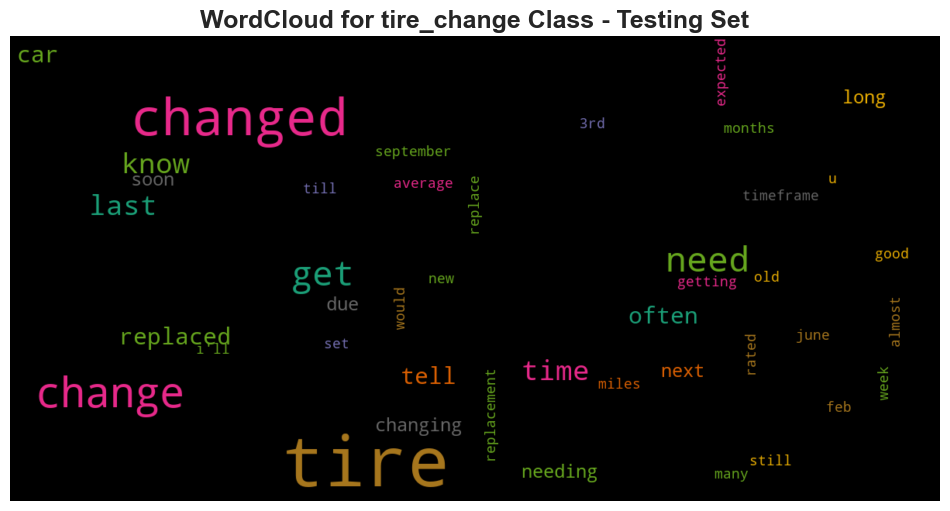 WordCloud for tire_change Class - Testing Set
car
expected
long
changed
3rd
months
september
know
soon
till
average
replace
u
timeframe
last
good
need
get
new
getting
old
due
would
often
almost
replaced
i'll
set
june
rated
tell
time
miles
next
week
change
replacement
feb
changing
tire
needing
many
still